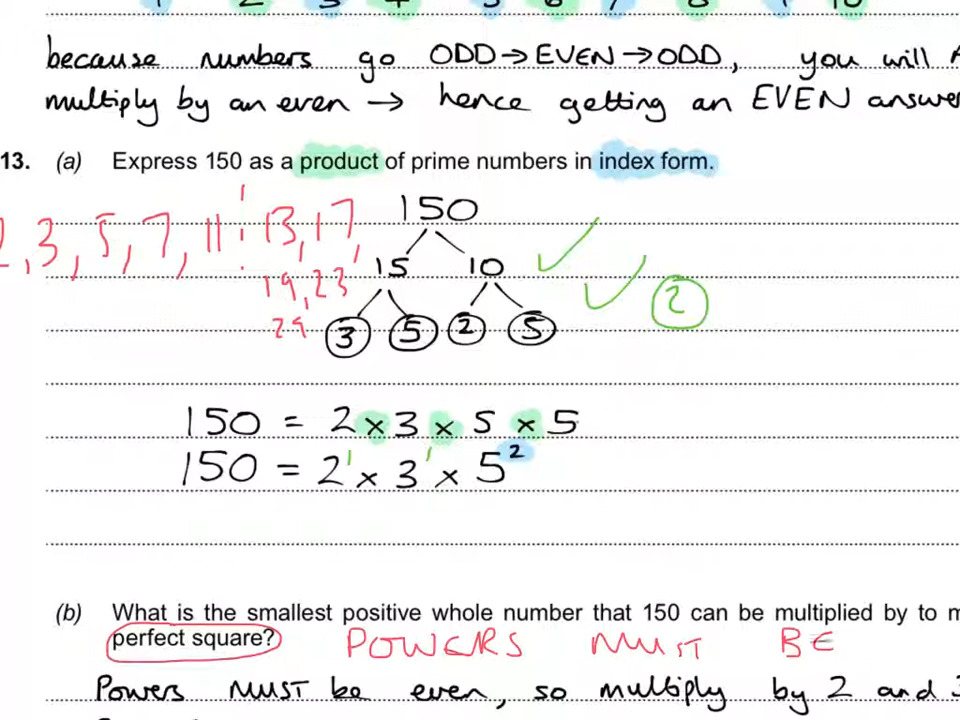 because numbers go ODD → EVEN → ODD, you will
multiply by an even → hence getting an EVEN answer
13. (a) Express 150 as a product of prime numbers in index form.
150
2, 3, 5, 7, 11, 13, 17,
15 10
19, 23
29
3 5 2 5
2
150 = 2 × 3 × 5 × 5
150 = 2¹ × 3¹ × 5²
(b) What is the smallest positive whole number that 150 can be multiplied by to
perfect square? POWERS MUST BE
Powers MUST be even, so multiply by 2 and 3